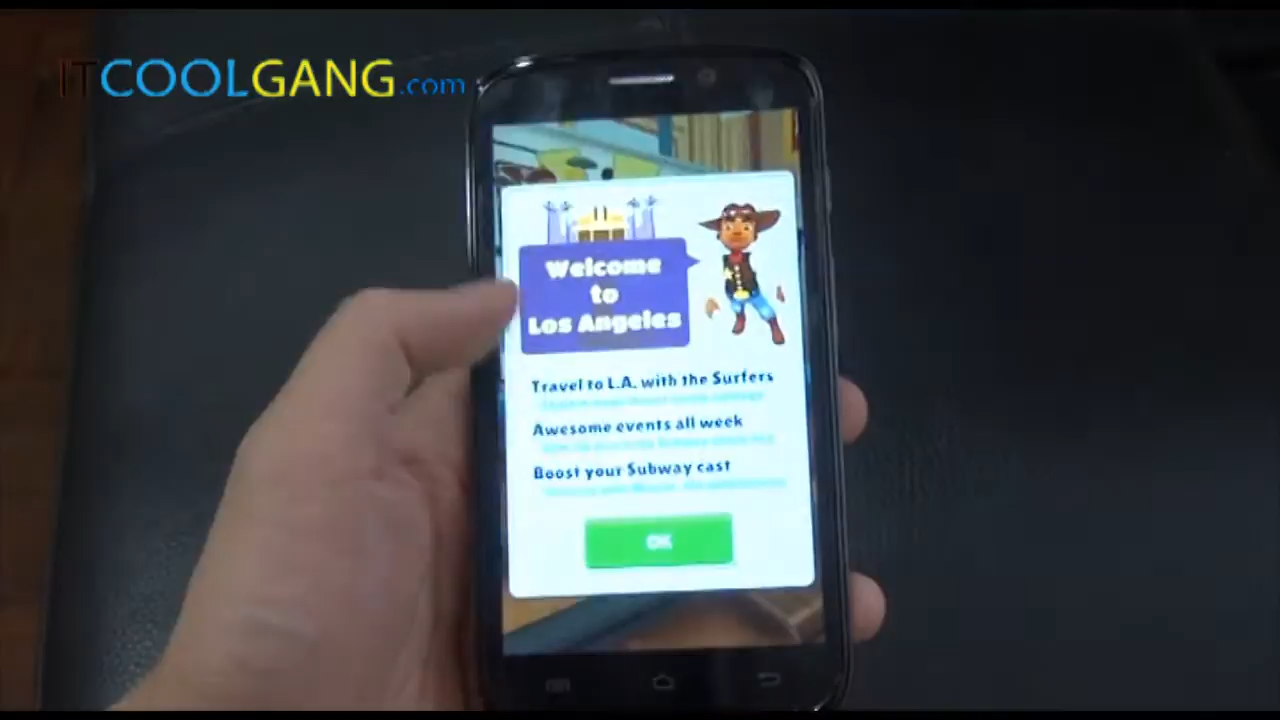 ITCOOLGANG.com
Welcome
to
Los Angeles
Travel to L.A. with the Surfers
Awesome events all week
Boost your Subway cast
OK